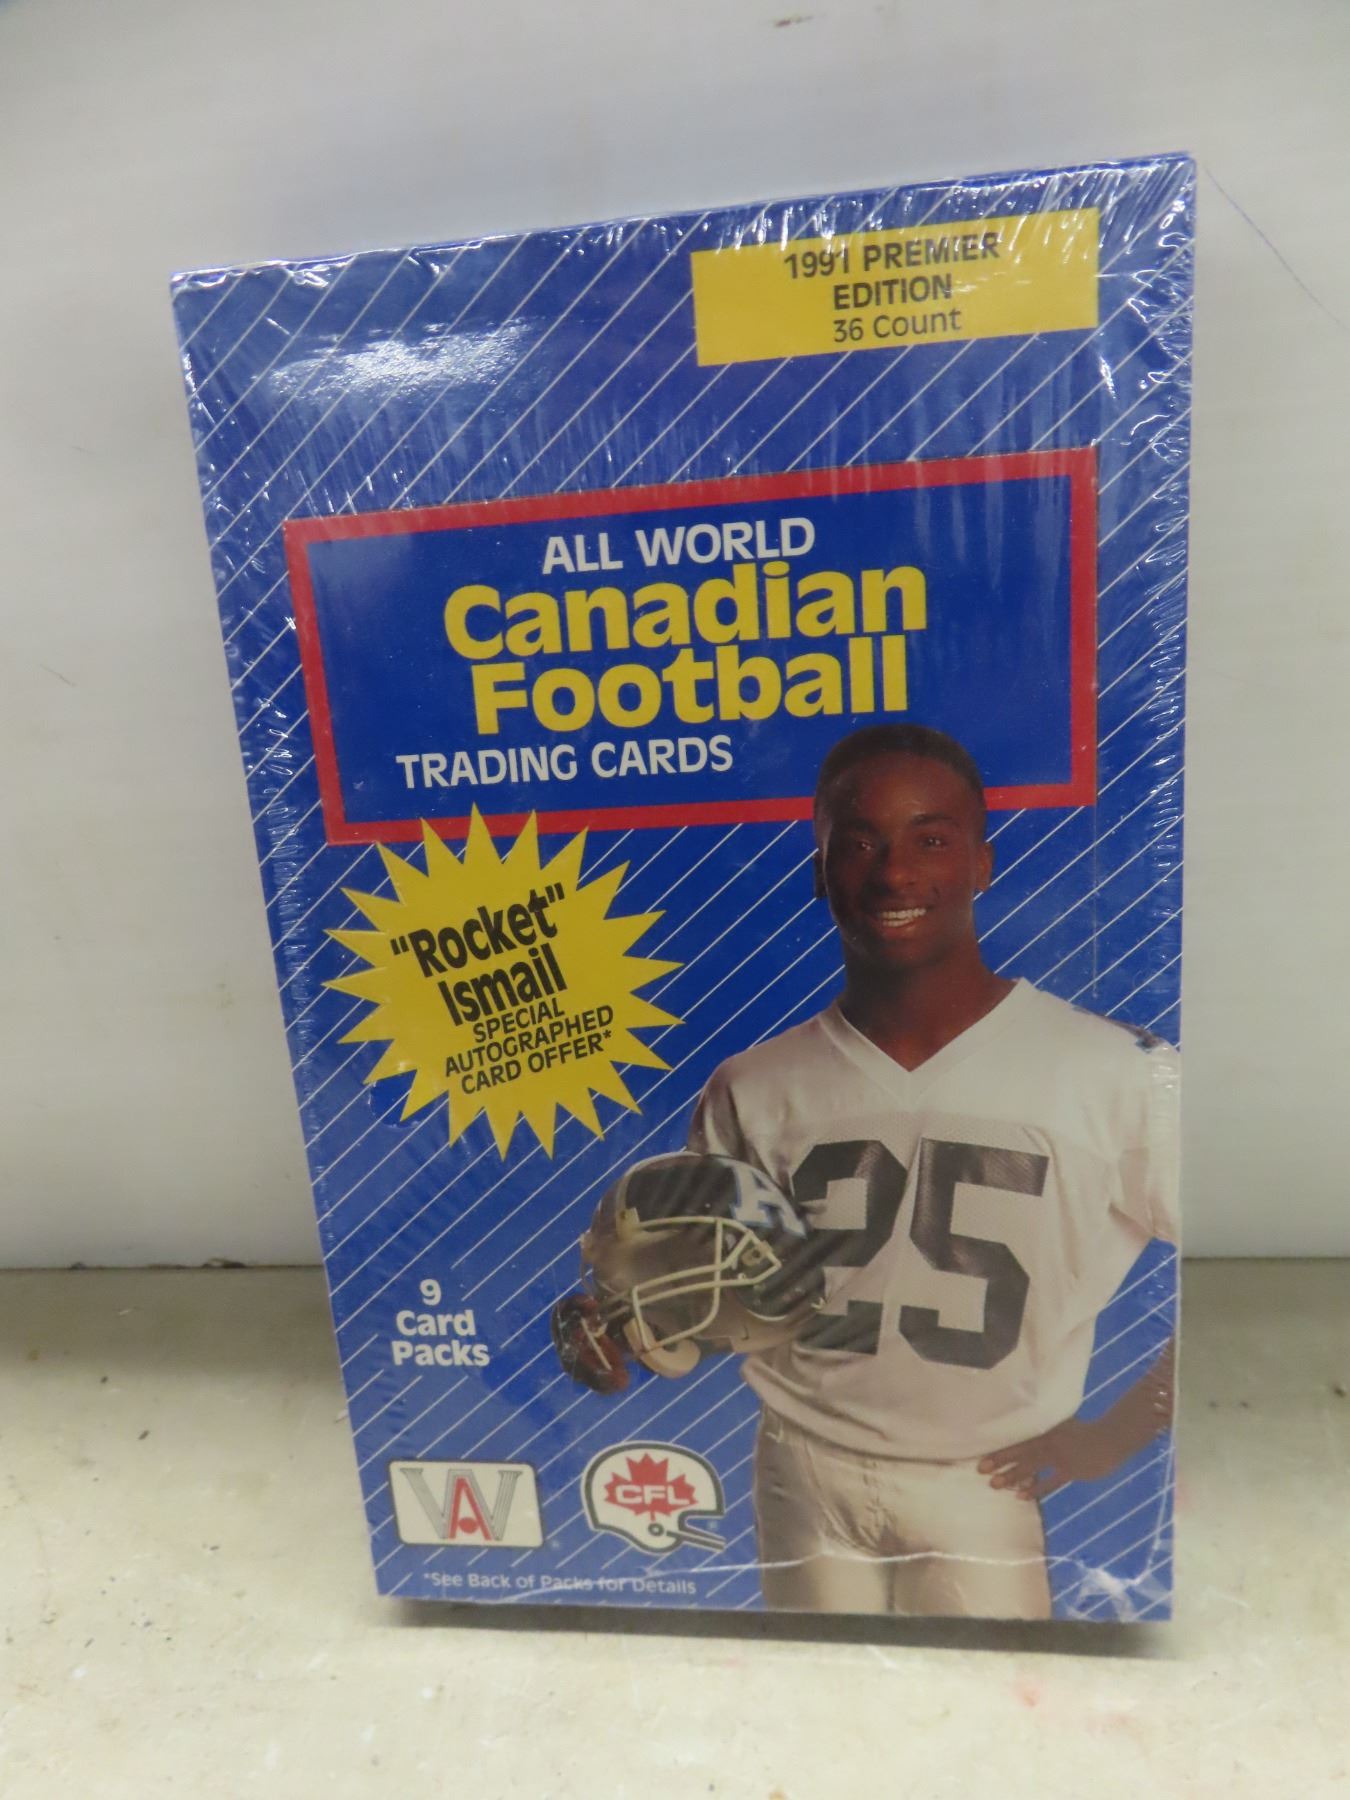 1991 PREMIER
EDITION
36 Count
ALL WORLD
Canadian
Football
TRADING CARDS
"Rocket"
Ismail
SPECIAL
AUTOGRAPHED
CARD OFFER*
A
25
9
Card
Packs
AW
CFL
*See Back of Packs for Details